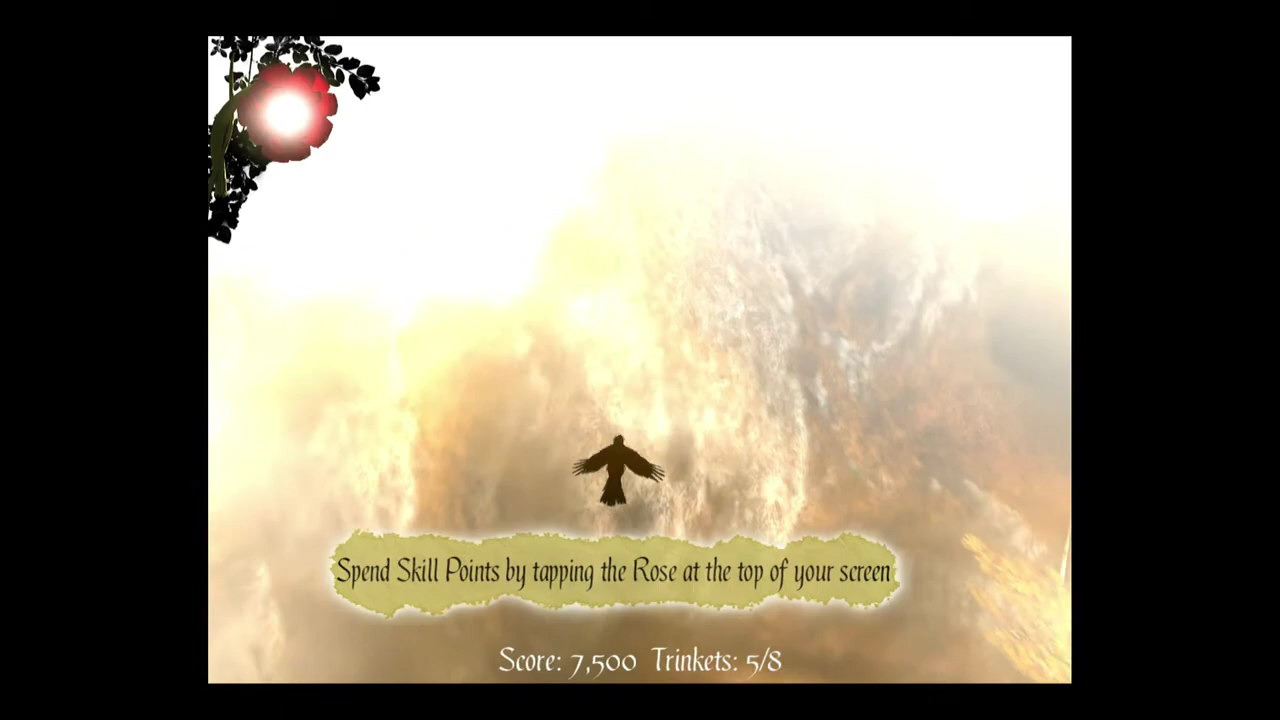 Spend Skill Points by tapping the Rose at the top of your screen
Score: 7,500 Trinkets: 5/8